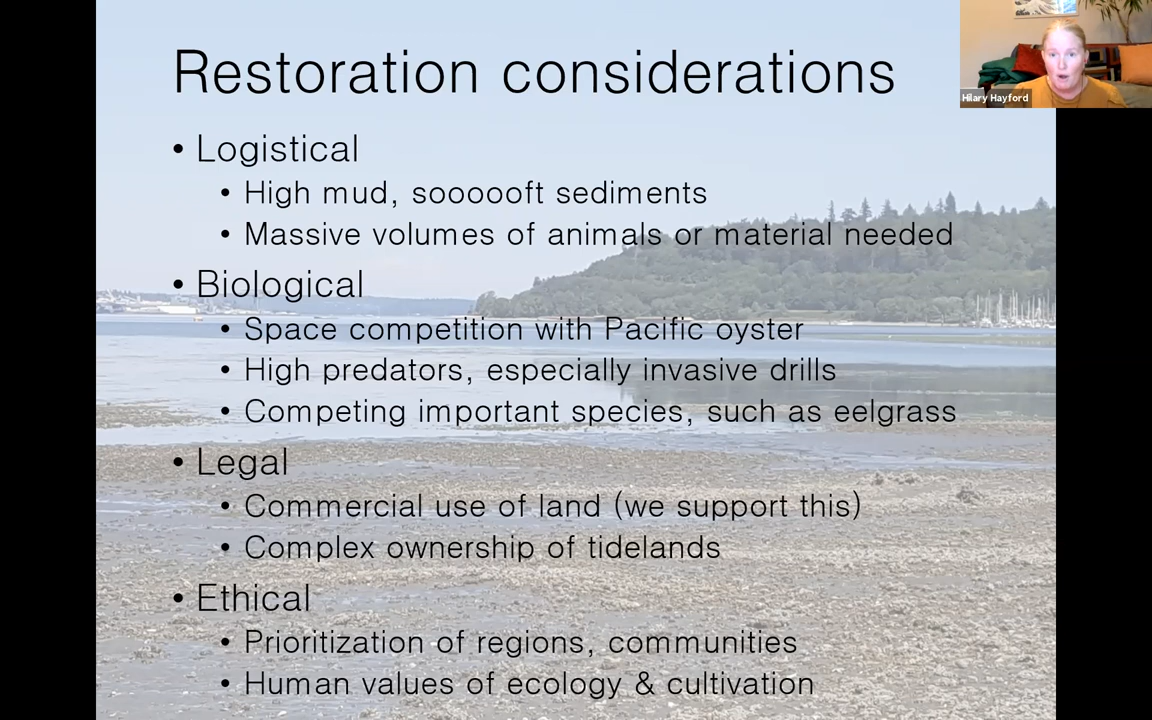 Restoration considerations
Hilary Hayford
• Logistical
• High mud, soooooft sediments
• Massive volumes of animals or material needed
• Biological
• Space competition with Pacific oyster
• High predators, especially invasive drills
• Competing important species, such as eelgrass
• Legal
• Commercial use of land (we support this)
• Complex ownership of tidelands
• Ethical
• Prioritization of regions, communities
• Human values of ecology & cultivation